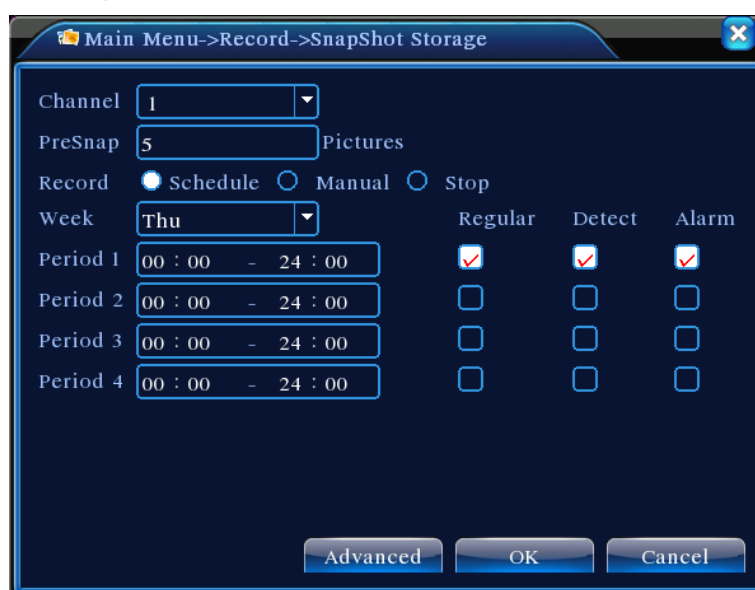 Main Menu->Record->SnapShot Storage
Channel 1
PreSnap 5 Pictures
Record Schedule Manual Stop
Week Thu Regular Detect Alarm
Period 1 00 : 00 - 24 : 00
Period 2 00 : 00 - 24 : 00
Period 3 00 : 00 - 24 : 00
Period 4 00 : 00 - 24 : 00
Advanced OK Cancel